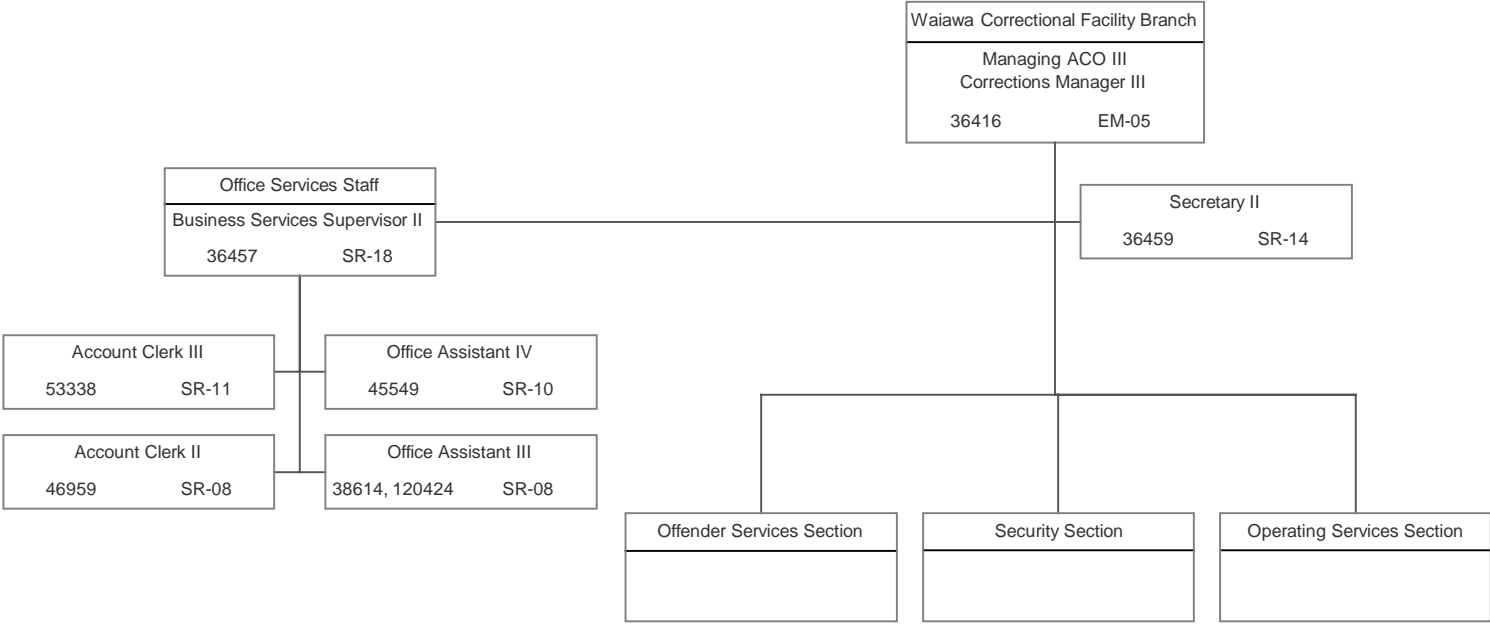 Waiawa Correctional Facility Branch
Managing ACO III
Corrections Manager III
36416 EM-05
Office Services Staff
Business Services Supervisor II
36457 SR-18
Secretary II
36459 SR-14
Account Clerk III
53338 SR-11
Office Assistant IV
45549 SR-10
Account Clerk II
46959 SR-08
Office Assistant III
38614, 120424 SR-08
Offender Services Section
Security Section
Operating Services Section